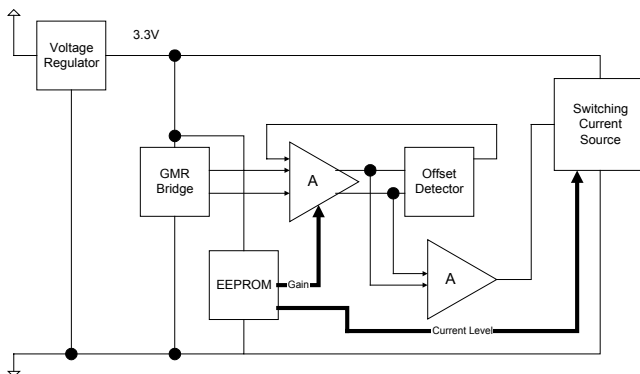 3.3V
Voltage
Regulator
Switching
Current
Source
GMR
Bridge
A
Offset
Detector
EEPROM
Gain
A
Current Level